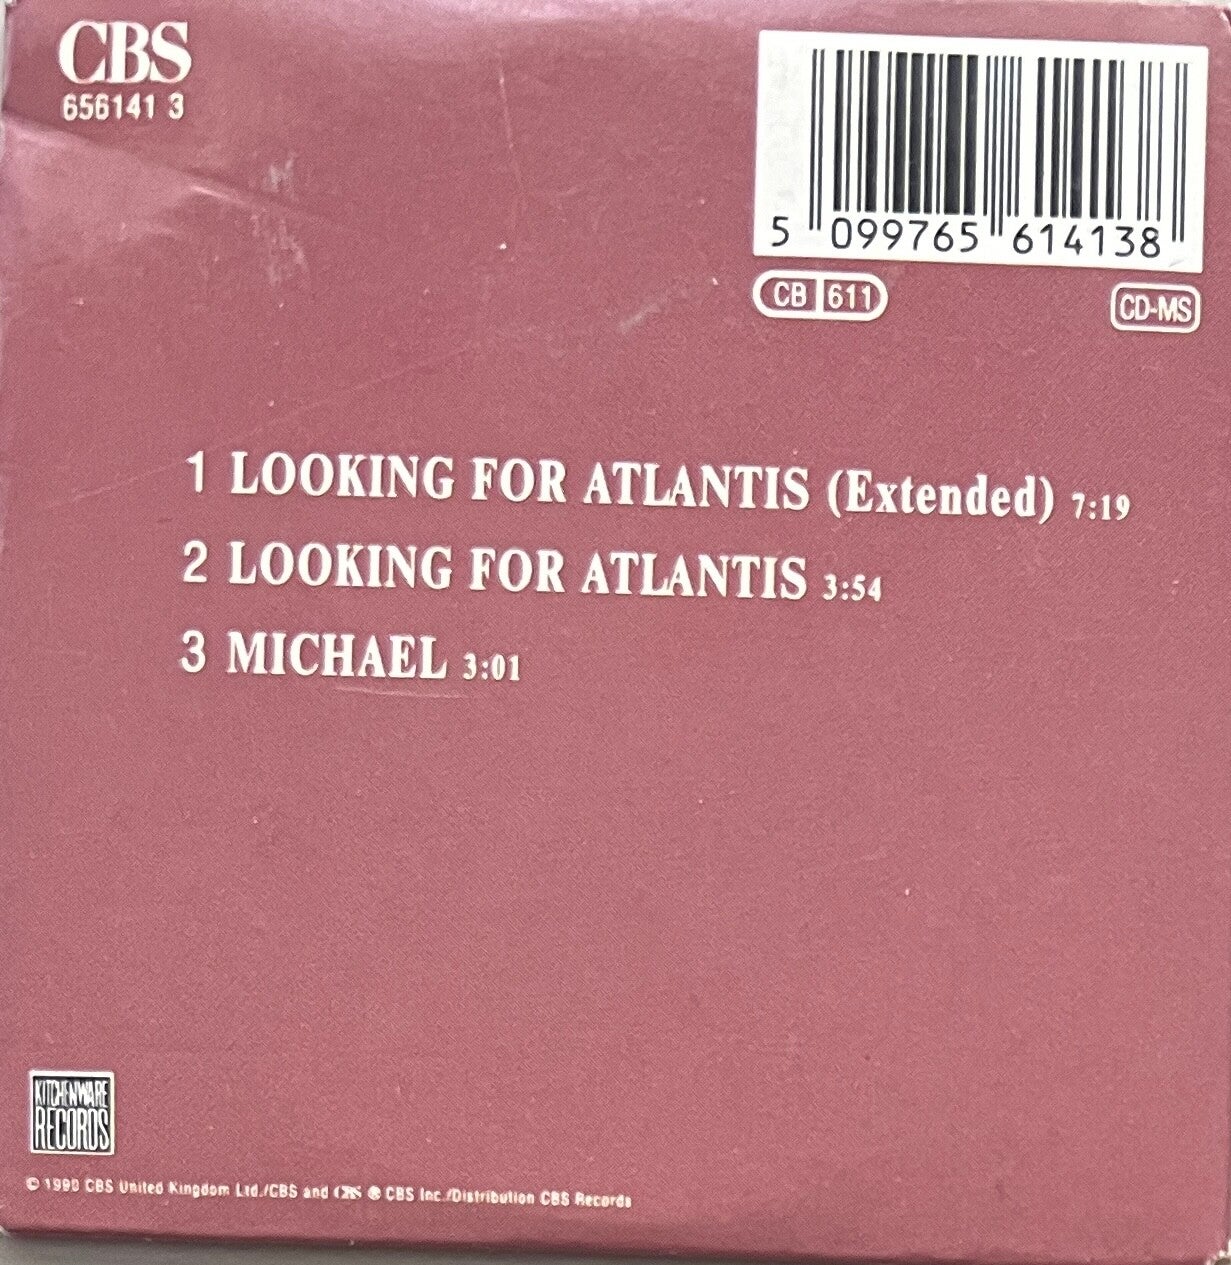 CBS
656141 3
5 099765 614138
CB 611
CD-MS
1 LOOKING FOR ATLANTIS (Extended) 7:19
2 LOOKING FOR ATLANTIS 3:54
3 MICHAEL 3:01
KITCHENWARE
RECORDS
© 1990 CBS United Kingdom Ltd./CBS and CBS ® CBS Inc./Distribution CBS Records